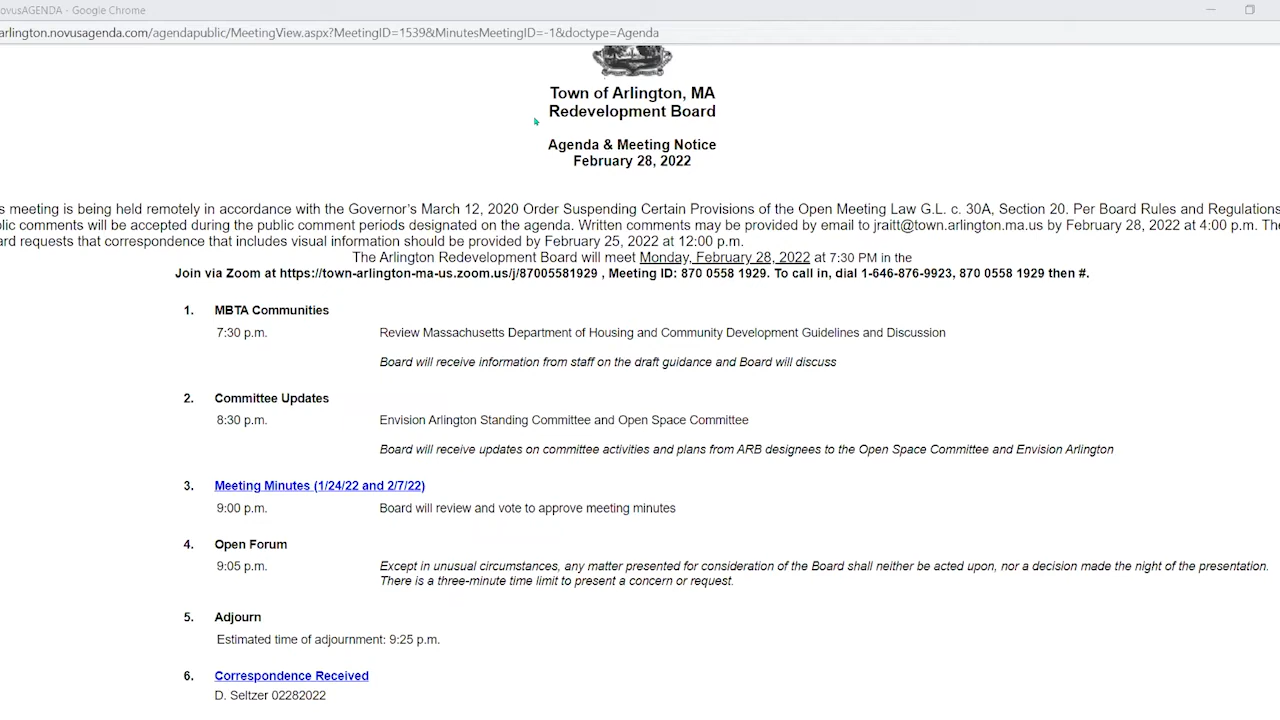 ovusAGENDA - Google Chrome
arlington.novusagenda.com/agendapublic/MeetingView.aspx?MeetingID=1539&MinutesMeetingID=-1&doctype=Agenda
Town of Arlington, MA
Redevelopment Board
Agenda & Meeting Notice
February 28, 2022
s meeting is being held remotely in accordance with the Governor's March 12, 2020 Order Suspending Certain Provisions of the Open Meeting Law G.L. c. 30A, Section 20. Per Board Rules and Regulations
lic comments will be accepted during the public comment periods designated on the agenda. Written comments may be provided by email to jraitt@town.arlington.ma.us by February 28, 2022 at 4:00 p.m. The
ard requests that correspondence that includes visual information should be provided by February 25, 2022 at 12:00 p.m.
The Arlington Redevelopment Board will meet Monday, February 28, 2022 at 7:30 PM in the
Join via Zoom at https://town-arlington-ma-us.zoom.us/j/87005581929 , Meeting ID: 870 0558 1929. To call in, dial 1-646-876-9923, 870 0558 1929 then #.
1. MBTA Communities
7:30 p.m. Review Massachusetts Department of Housing and Community Development Guidelines and Discussion
Board will receive information from staff on the draft guidance and Board will discuss
2. Committee Updates
8:30 p.m. Envision Arlington Standing Committee and Open Space Committee
Board will receive updates on committee activities and plans from ARB designees to the Open Space Committee and Envision Arlington
3. Meeting Minutes (1/24/22 and 2/7/22)
9:00 p.m. Board will review and vote to approve meeting minutes
4. Open Forum
9:05 p.m. Except in unusual circumstances, any matter presented for consideration of the Board shall neither be acted upon, nor a decision made the night of the presentation.
There is a three-minute time limit to present a concern or request.
5. Adjourn
Estimated time of adjournment: 9:25 p.m.
6. Correspondence Received
D. Seltzer 02282022